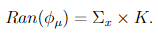 Ran(ϕ_μ) = Σ_x × K.